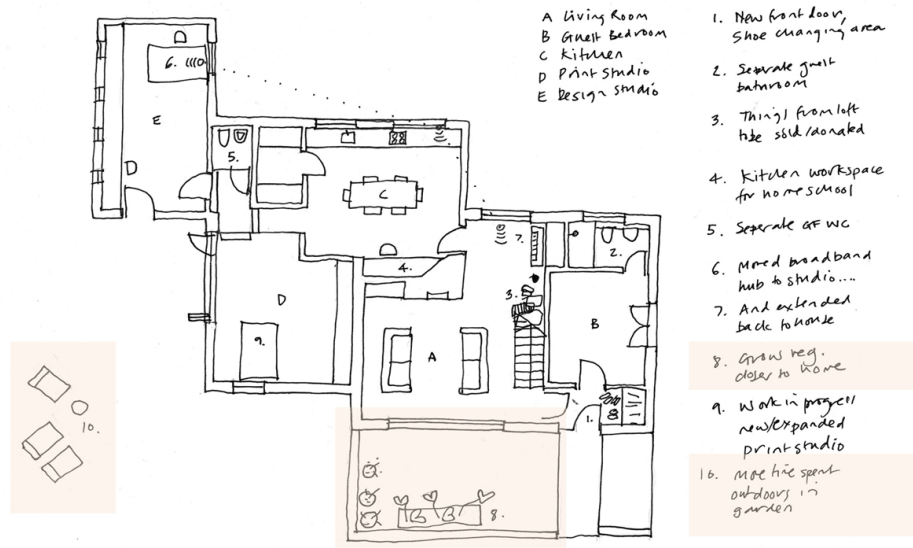 A Living Room
B Guest Bedroom
C Kitchen
D Print Studio
E Design Studio
1. New front door,
shoe changing area
2. Separate guest
bathroom
3. Things from loft
to be sold/donated
4. Kitchen workspace
for homeschool
5. Seperate GF WC
6. Moved broadband
hub to studio....
7. And extended
back to house
8. Grows veg.
closer to home
9. Work in progress
new/expanded
print studio
10. More time spent
outdoors in
garden
6.
E
5.
C
7.
2.
4.
3.
D
B
9.
A
1.
10.
8.